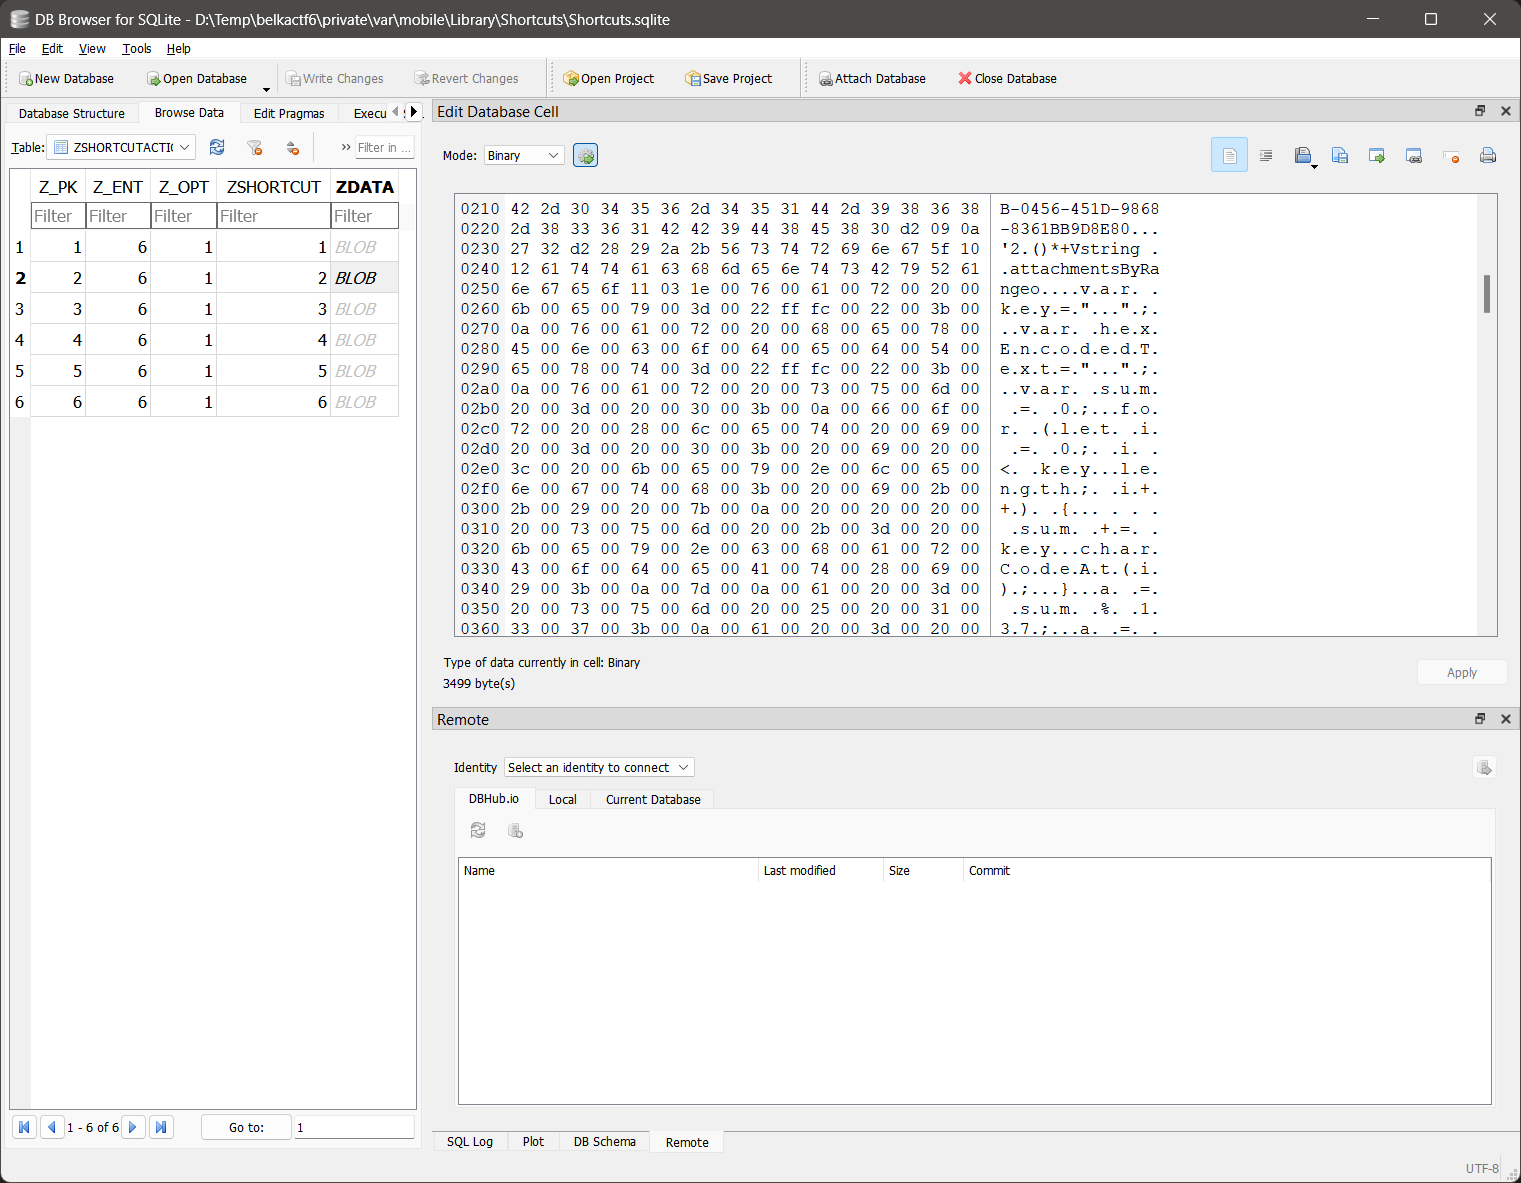 DB Browser for SQLite - D:\Temp\belkactf6\private\var\mobile\Library\Shortcuts\Shortcuts.sqlite
File Edit View Tools Help
New Database Open Database Write Changes Revert Changes Open Project Save Project Attach Database Close Database
Database Structure Browse Data Edit Pragmas Execu
Table: ZSHORTCUTACTI Filter in ...
Z_PK Z_ENT Z_OPT ZSHORTCUT ZDATA
Filter Filter Filter Filter Filter
1 1 6 1 1 BLOB
2 2 6 1 2 BLOB
3 3 6 1 3 BLOB
4 4 6 1 4 BLOB
5 5 6 1 5 BLOB
6 6 6 1 6 BLOB
1 - 6 of 6 Go to: 1
Edit Database Cell
Mode: Binary
0210 42 2d 30 34 35 36 2d 34 35 31 44 2d 39 38 36 38 B-0456-451D-9868
0220 2d 38 33 36 31 42 42 39 44 38 45 38 30 d2 09 0a -8361BB9D8E80...
0230 27 32 d2 28 29 2a 2b 56 73 74 72 69 6e 67 5f 10 '2.()*+Vstring_.
0240 12 61 74 74 61 63 68 6d 65 6e 74 73 42 79 52 61 .attachmentsByRa
0250 6e 67 65 6f 11 03 1e 00 76 00 61 00 72 00 20 00 ngeo....v.a.r. .
0260 6b 00 65 00 79 00 3d 00 22 ff fc 00 22 00 3b 00 k.e.y.=."...".;.
0270 0a 00 76 00 61 00 72 00 20 00 68 00 65 00 78 00 ..v.a.r. .h.e.x.
0280 45 00 6e 00 63 00 6f 00 64 00 65 00 64 00 54 00 E.n.c.o.d.e.d.T.
0290 65 00 78 00 74 00 3d 00 22 ff fc 00 22 00 3b 00 e.x.t.=."...".;.
02a0 0a 00 76 00 61 00 72 00 20 00 73 00 75 00 6d 00 ..v.a.r. .s.u.m.
02b0 20 00 3d 00 20 00 30 00 3b 00 0a 00 66 00 6f 00  .=. .0.;...f.o.
02c0 72 00 20 00 28 00 6c 00 65 00 74 00 20 00 69 00 r. .(.l.e.t. .i.
02d0 20 00 3d 00 20 00 30 00 3b 00 20 00 69 00 20 00  .=. .0.;. .i. .
02e0 3c 00 20 00 6b 00 65 00 79 00 2e 00 6c 00 65 00 <. .k.e.y...l.e.
02f0 6e 00 67 00 74 00 68 00 3b 00 20 00 69 00 2b 00 n.g.t.h.;. .i.+.
0300 2b 00 29 00 20 00 7b 00 0a 00 20 00 20 00 20 00 +.). .{... . . .
0310 20 00 73 00 75 00 6d 00 20 00 2b 00 3d 00 20 00  .s.u.m. .+.=. .
0320 6b 00 65 00 79 00 2e 00 63 00 68 00 61 00 72 00 k.e.y...c.h.a.r.
0330 43 00 6f 00 64 00 65 00 41 00 74 00 28 00 69 00 C.o.d.e.A.t.(.i.
0340 29 00 3b 00 0a 00 7d 00 0a 00 61 00 20 00 3d 00 ).;...}...a. .=.
0350 20 00 73 00 75 00 6d 00 20 00 25 00 20 00 31 00  .s.u.m. .%. .1.
0360 33 00 37 00 3b 00 0a 00 61 00 20 00 3d 00 20 00 3.7.;...a. .=. .
Type of data currently in cell: Binary
3499 byte(s)
Apply
Remote
Identity Select an identity to connect
DBHub.io Local Current Database
Name Last modified Size Commit
SQL Log Plot DB Schema Remote
UTF-8